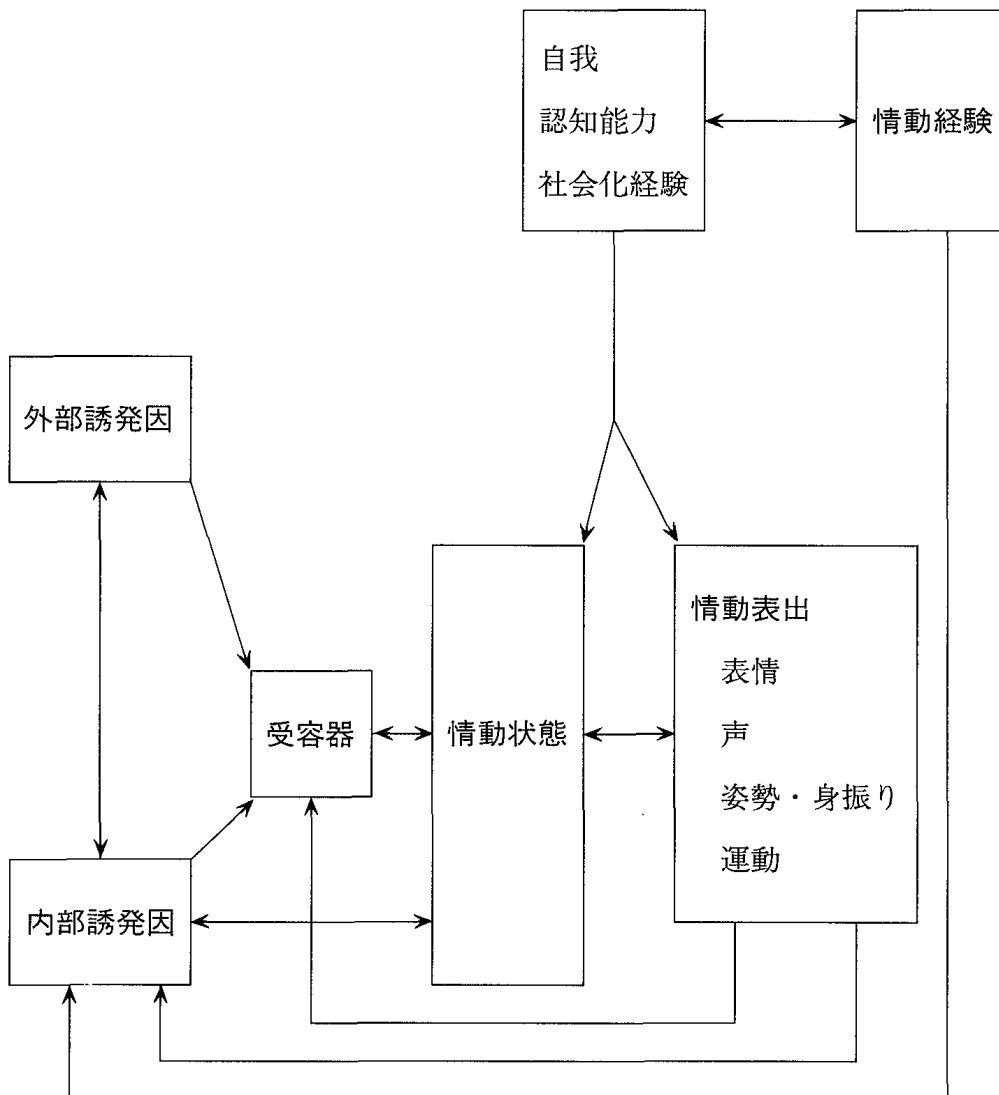 自我
認知能力
社会化経験
情動経験
外部誘発因
受容器
情動状態
情動表出
表情
声
姿勢・身振り
運動
内部誘発因